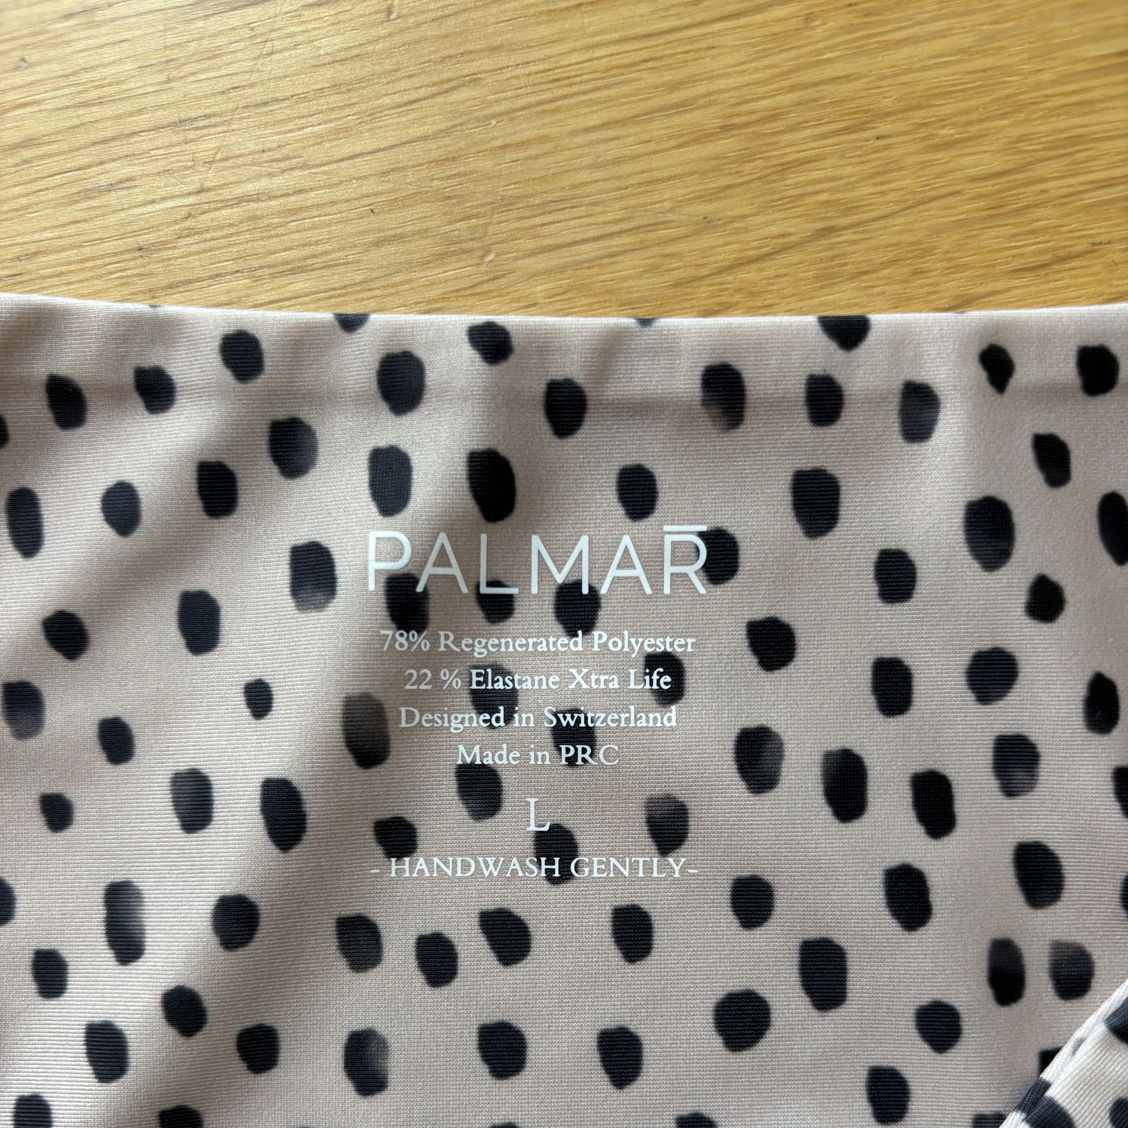 PALMAR̄
78% Regenerated Polyester
22 % Elastane Xtra Life
Designed in Switzerland
Made in PRC
L
- HANDWASH GENTLY-